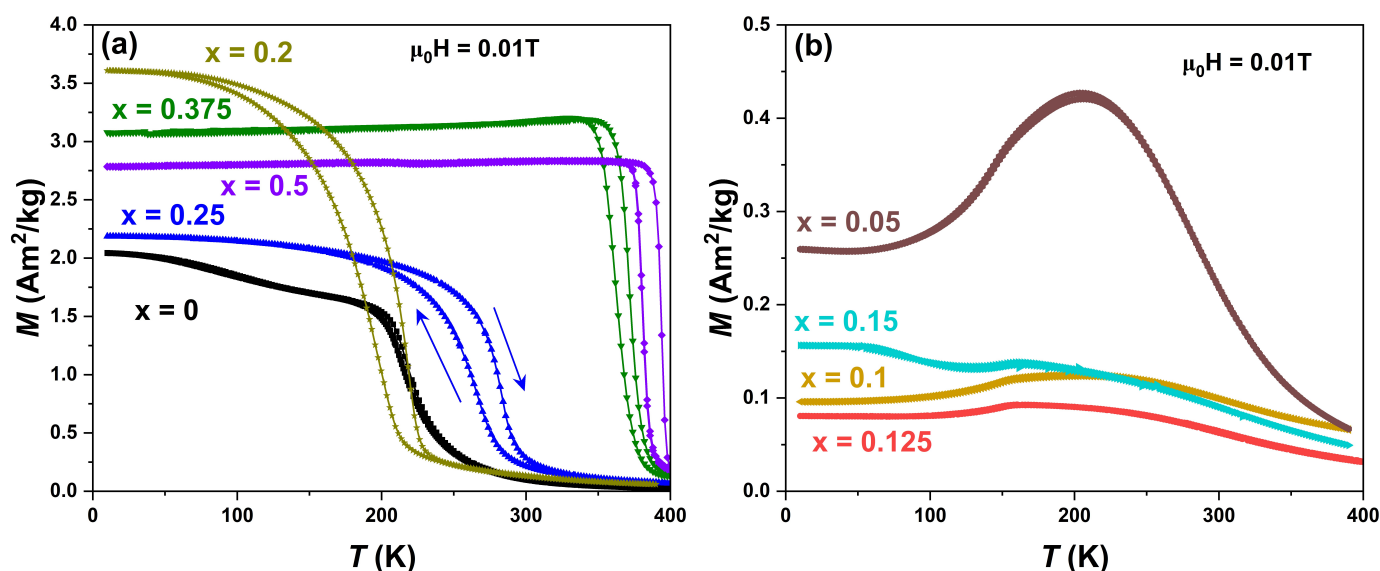 (a)
μ₀H = 0.01T
x = 0.2
x = 0.375
x = 0.5
x = 0.25
x = 0
M (Am²/kg)
4.0
3.5
3.0
2.5
2.0
1.5
1.0
0.5
0.0
0
100
200
300
400
T (K)
(b)
μ₀H = 0.01T
x = 0.05
x = 0.15
x = 0.1
x = 0.125
M (Am²/kg)
0.5
0.4
0.3
0.2
0.1
0.0
0
100
200
300
400
T (K)